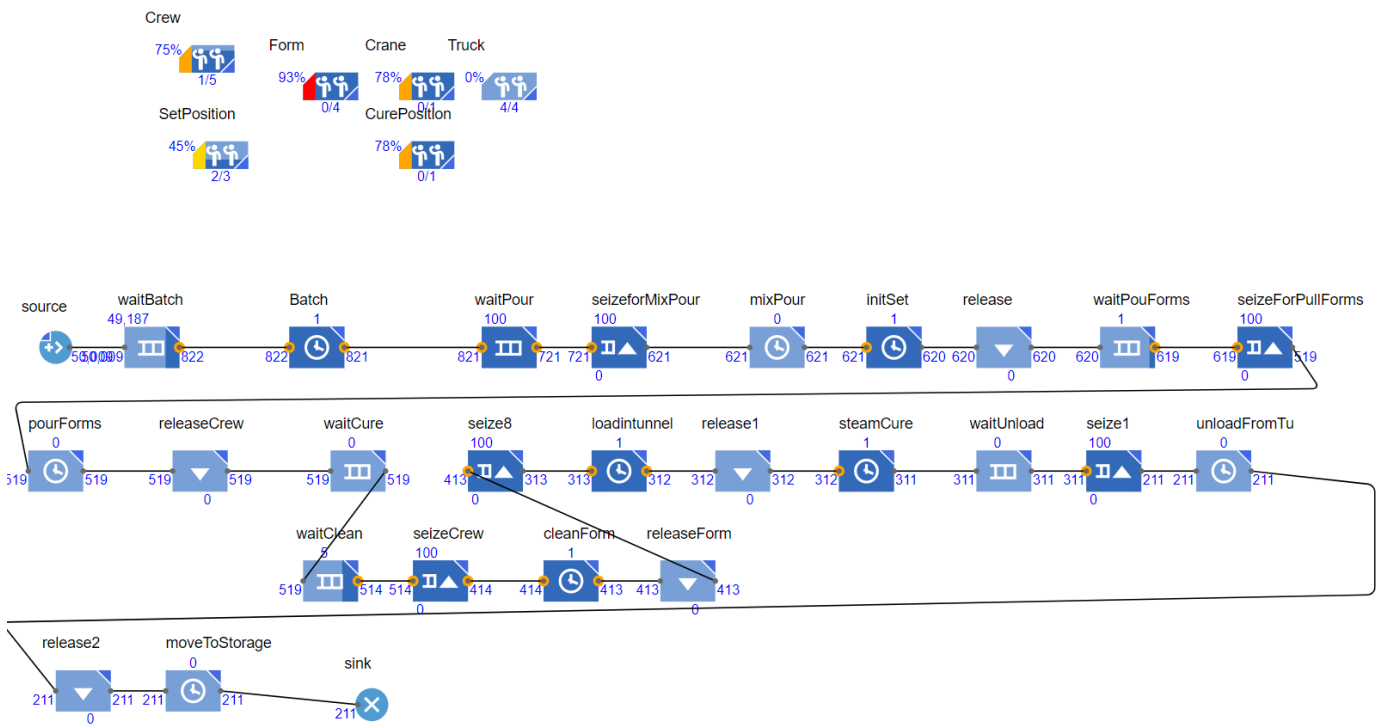 Crew
75%
1/5
Form Crane Truck
93% 78% 0%
0/4 0/1 4/4
SetPosition CurePosition
45% 78%
2/3 0/1
source waitBatch Batch waitPour seizeforMixPour mixPour initSet release waitPouForms seizeForPullForms
49,187 1 100 100 0 1 1 100
822 822 821 821 721 721 621 621 621 621 620 620 620 620 619 619 519
0 0 0
pourForms releaseCrew waitCure seize8 loadintunnel release1 steamCure waitUnload seize1 unloadFromTu
0 0 100 1 1 0 100 0
519 519 519 519 519 519 413 313 313 312 312 312 312 311 311 311 311 211 211 211
0 0 0 0
waitClean seizeCrew cleanForm releaseForm
5 100 1
519 514 514 414 414 413 413 413
0 0
release2 moveToStorage sink
0
211 211 211 211 211
0